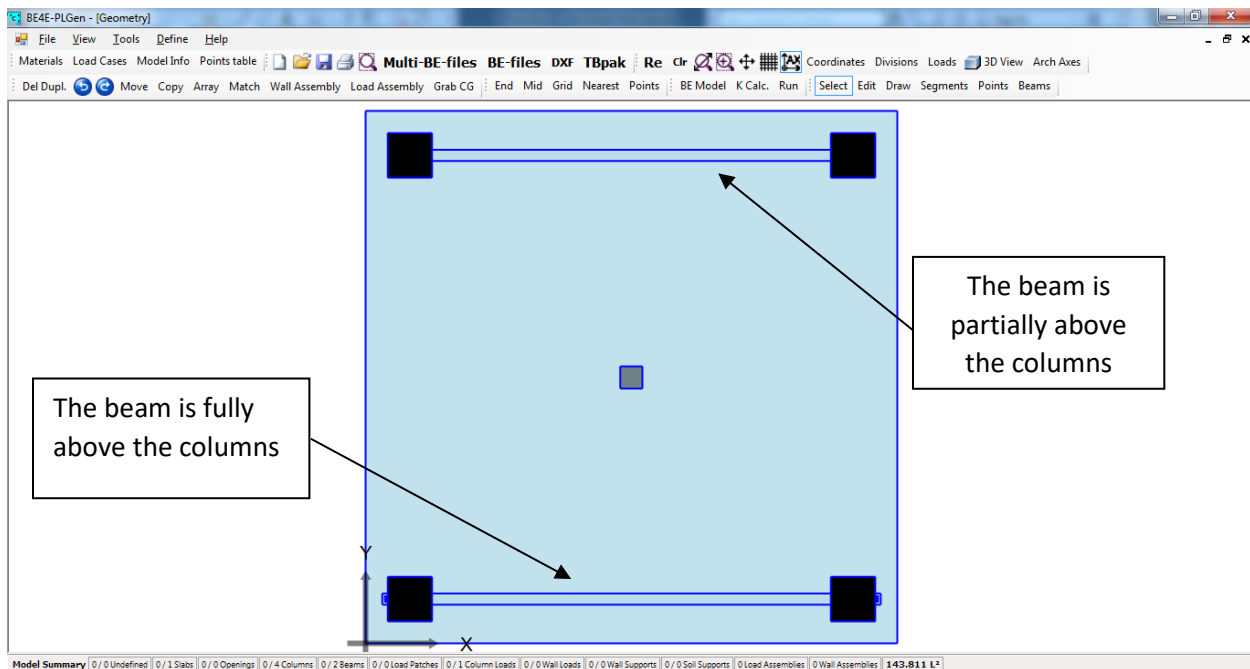 BE4E-PLGen - [Geometry]
File View Tools Define Help
Materials Load Cases Model Info Points table Multi-BE-files BE-files DXF TBpak Re Clr Coordinates Divisions Loads 3D View Arch Axes
Del Dupl. Move Copy Array Match Wall Assembly Load Assembly Grab CG End Mid Grid Nearest Points BE Model K Calc. Run Select Edit Draw Segments Points Beams
The beam is
partially above
the columns
The beam is fully
above the columns
Y
X
Model Summary 0 / 0 Undefined 0 / 1 Slabs 0 / 0 Openings 0 / 4 Columns 0 / 2 Beams 0 / 0 Load Patches 0 / 1 Column Loads 0 / 0 Wall Loads 0 / 0 Wall Supports 0 / 0 Soil Supports 0 Load Assemblies 0 Wall Assemblies 143.811 L²